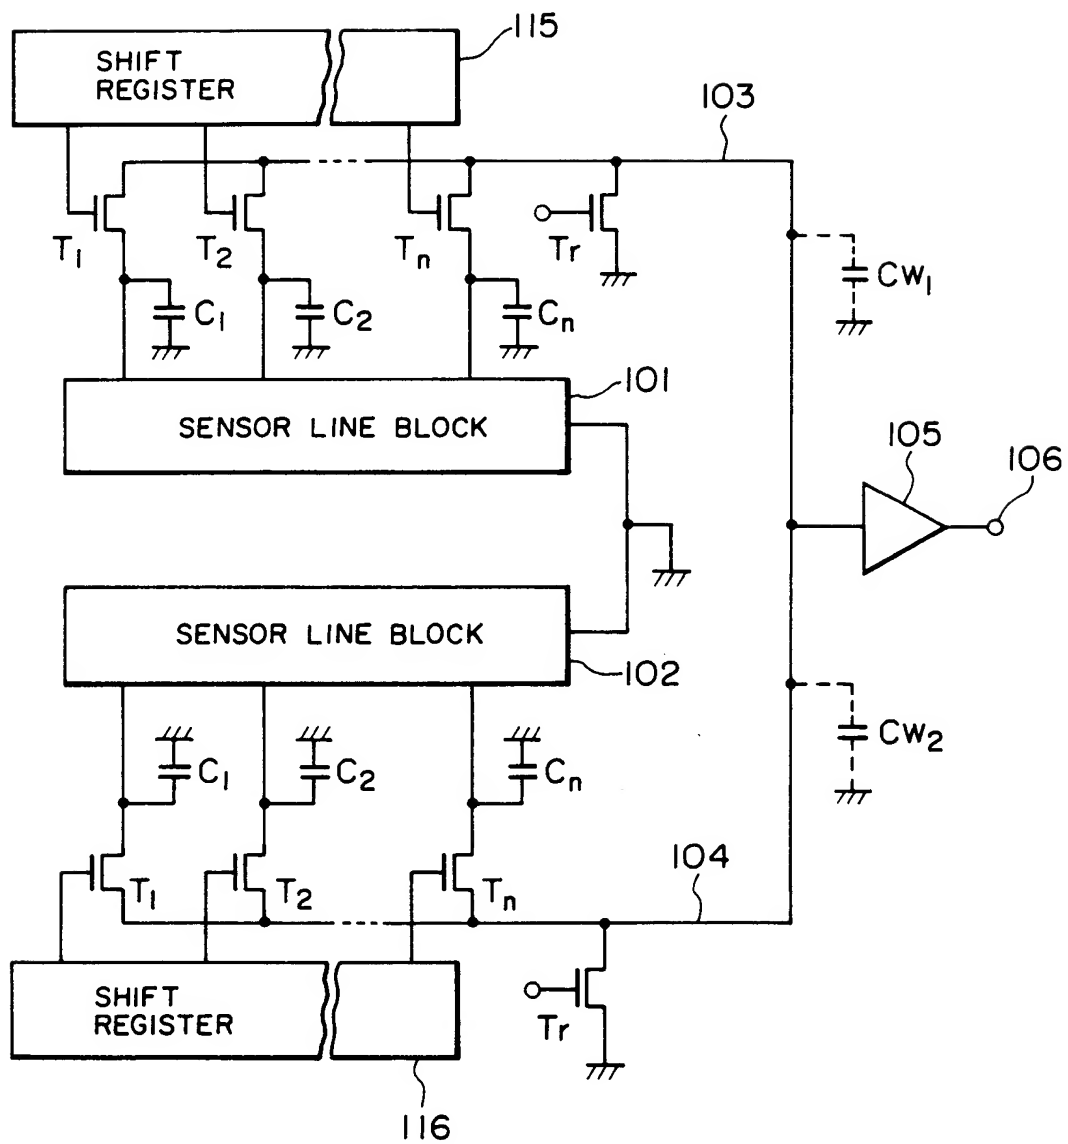 115
SHIFT
REGISTER
103
T1
T2
Tn
Tr
CW1
C1
C2
Cn
101
SENSOR LINE BLOCK
105
106
SENSOR LINE BLOCK
102
C1
C2
Cn
CW2
T1
T2
Tn
104
SHIFT
REGISTER
Tr
116